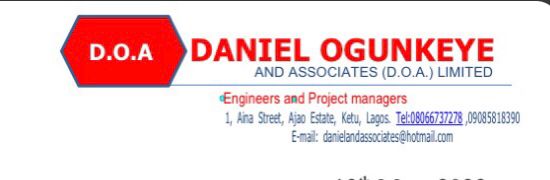 D.O.A DANIEL OGUNKEYE
AND ASSOCIATES (D.O.A.) LIMITED
Engineers and Project managers
1, Aina Street, Ajao Estate, Ketu, Lagos. Tel:08066737278 ,09085818390
E-mail: danielandassociates@hotmail.com